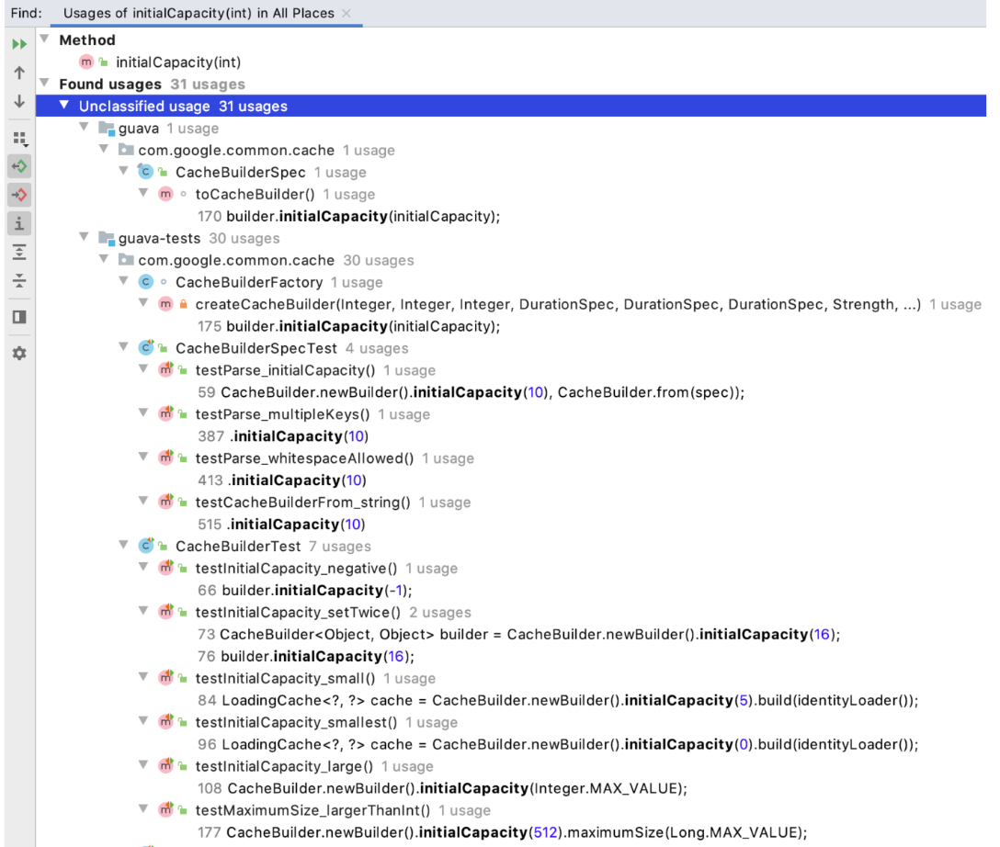 Find: Usages of initialCapacity(int) in All Places
Method
initialCapacity(int)
Found usages 31 usages
Unclassified usage 31 usages
guava 1 usage
com.google.common.cache 1 usage
CacheBuilderSpec 1 usage
toCacheBuilder() 1 usage
170 builder.initialCapacity(initialCapacity);
guava-tests 30 usages
com.google.common.cache 30 usages
CacheBuilderFactory 1 usage
createCacheBuilder(Integer, Integer, Integer, DurationSpec, DurationSpec, DurationSpec, Strength, ...) 1 usage
175 builder.initialCapacity(initialCapacity);
CacheBuilderSpecTest 4 usages
testParse_initialCapacity() 1 usage
59 CacheBuilder.newBuilder().initialCapacity(10), CacheBuilder.from(spec));
testParse_multipleKeys() 1 usage
387 .initialCapacity(10)
testParse_whitespaceAllowed() 1 usage
413 .initialCapacity(10)
testCacheBuilderFrom_string() 1 usage
515 .initialCapacity(10)
CacheBuilderTest 7 usages
testInitialCapacity_negative() 1 usage
66 builder.initialCapacity(-1);
testInitialCapacity_setTwice() 2 usages
73 CacheBuilder<Object, Object> builder = CacheBuilder.newBuilder().initialCapacity(16);
76 builder.initialCapacity(16);
testInitialCapacity_small() 1 usage
84 LoadingCache<?, ?> cache = CacheBuilder.newBuilder().initialCapacity(5).build(identityLoader());
testInitialCapacity_smallest() 1 usage
96 LoadingCache<?, ?> cache = CacheBuilder.newBuilder().initialCapacity(0).build(identityLoader());
testInitialCapacity_large() 1 usage
108 CacheBuilder.newBuilder().initialCapacity(Integer.MAX_VALUE);
testMaximumSize_largerThanInt() 1 usage
177 CacheBuilder.newBuilder().initialCapacity(512).maximumSize(Long.MAX_VALUE);